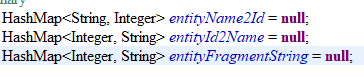 HashMap<String, Integer> entityName2Id = null;
HashMap<Integer, String> entityId2Name = null;
HashMap<Integer, String> entityFragmentString = null;